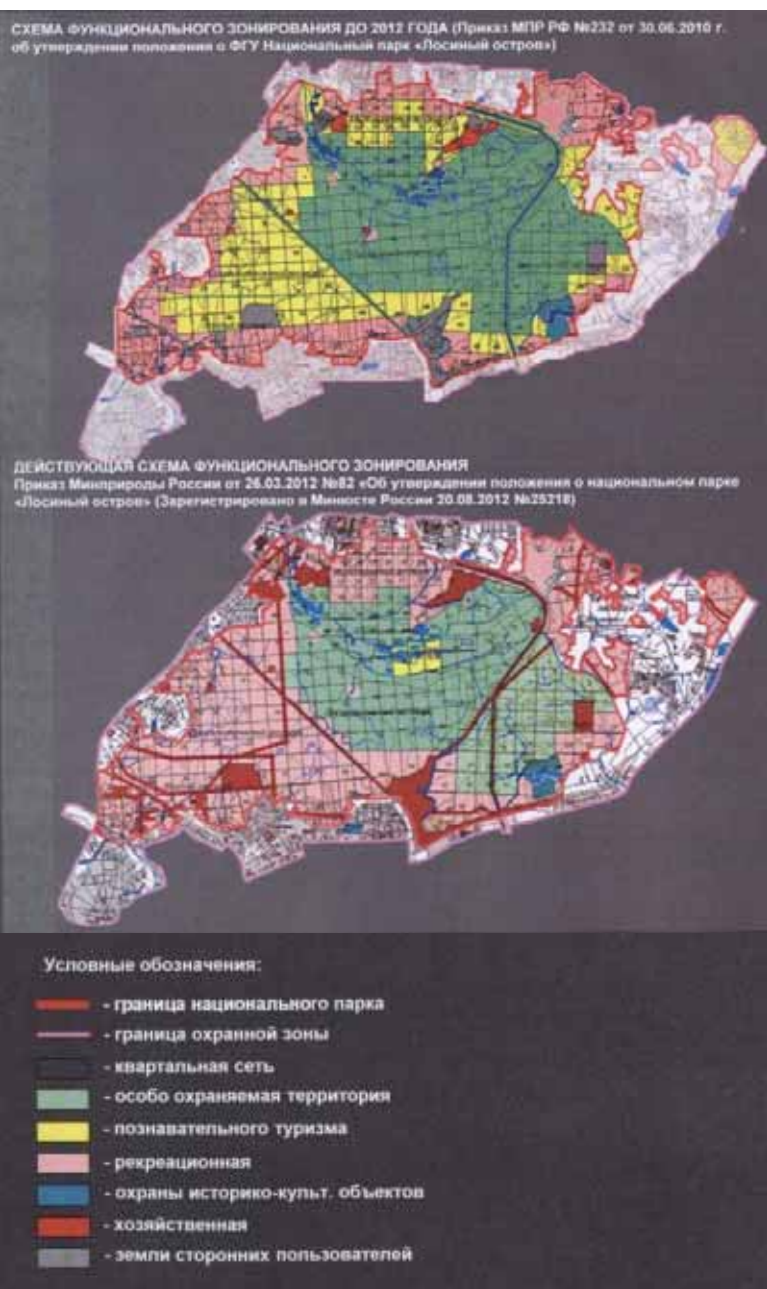 СХЕМА ФУНКЦИОНАЛЬНОГО ЗОНИРОВАНИЯ ДО 2012 ГОДА (Приказ МПР РФ №232 от 30.06.2010 г.
об утверждении положения о ФГУ Национальный парк «Лосиный остров»)
ДЕЙСТВУЮЩАЯ СХЕМА ФУНКЦИОНАЛЬНОГО ЗОНИРОВАНИЯ
Приказ Минприроды России от 26.03.2012 №82 «Об утверждении положения о национальном парке
«Лосиный остров» (Зарегистрировано в Минюсте России 20.08.2012 №25218)
Условные обозначения:
- граница национального парка
- граница охранной зоны
- квартальная сеть
- особо охраняемая территория
- познавательного туризма
- рекреационная
- охраны историко-культ. объектов
- хозяйственная
- земли сторонних пользователей